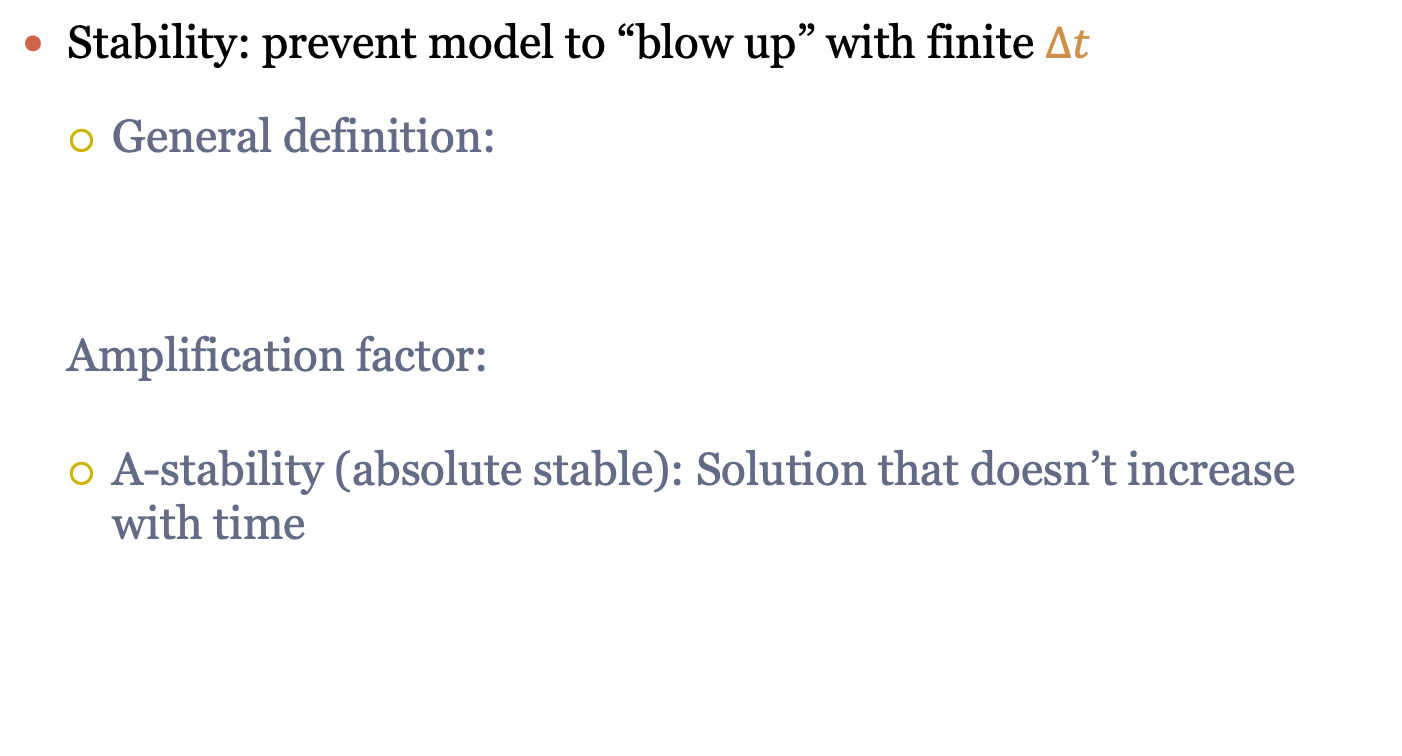 • Stability: prevent model to “blow up” with finite Δt
○ General definition:
Amplification factor:
○ A-stability (absolute stable): Solution that doesn’t increase
with time